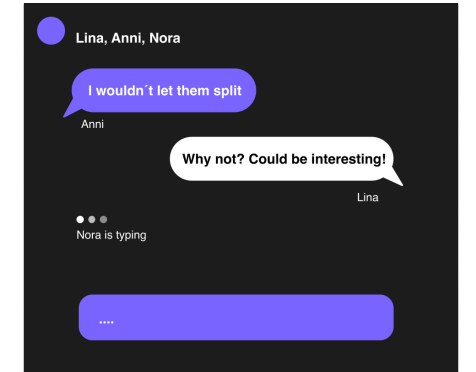 Lina, Anni, Nora
I wouldn´t let them split
Anni
Why not? Could be interesting!
Lina
Nora is typing
....